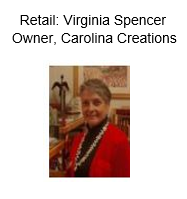 Retail: Virginia Spencer
Owner, Carolina Creations